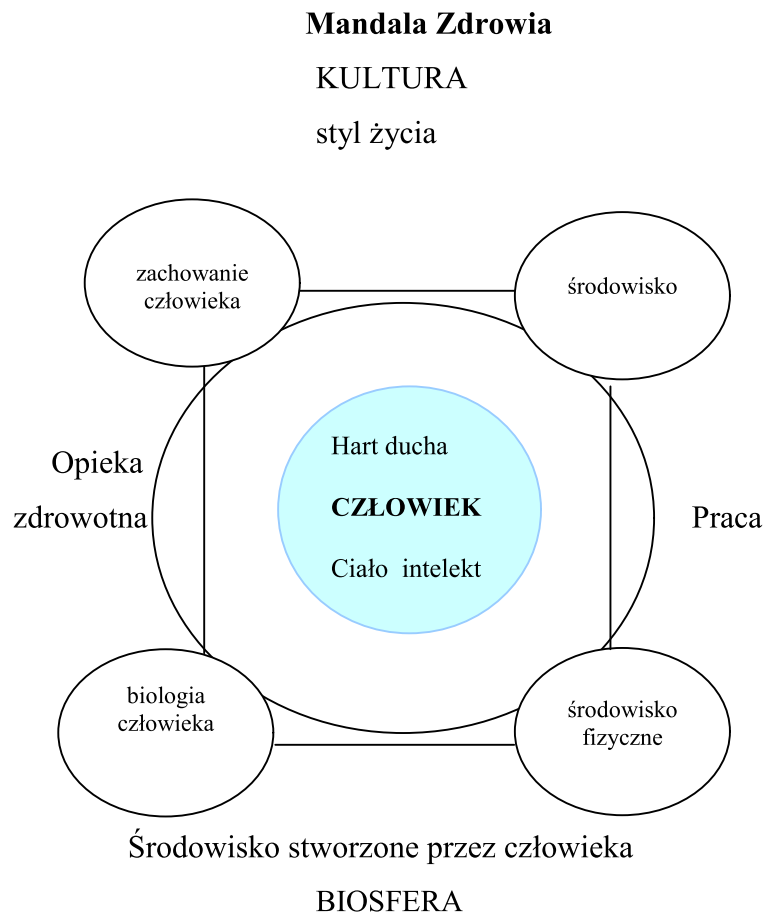 Mandala Zdrowia
KULTURA
styl życia
zachowanie
człowieka
środowisko
Opieka
zdrowotna
Hart ducha
CZŁOWIEK
Ciało intelekt
Praca
biologia
człowieka
środowisko
fizyczne
Środowisko stworzone przez człowieka
BIOSFERA